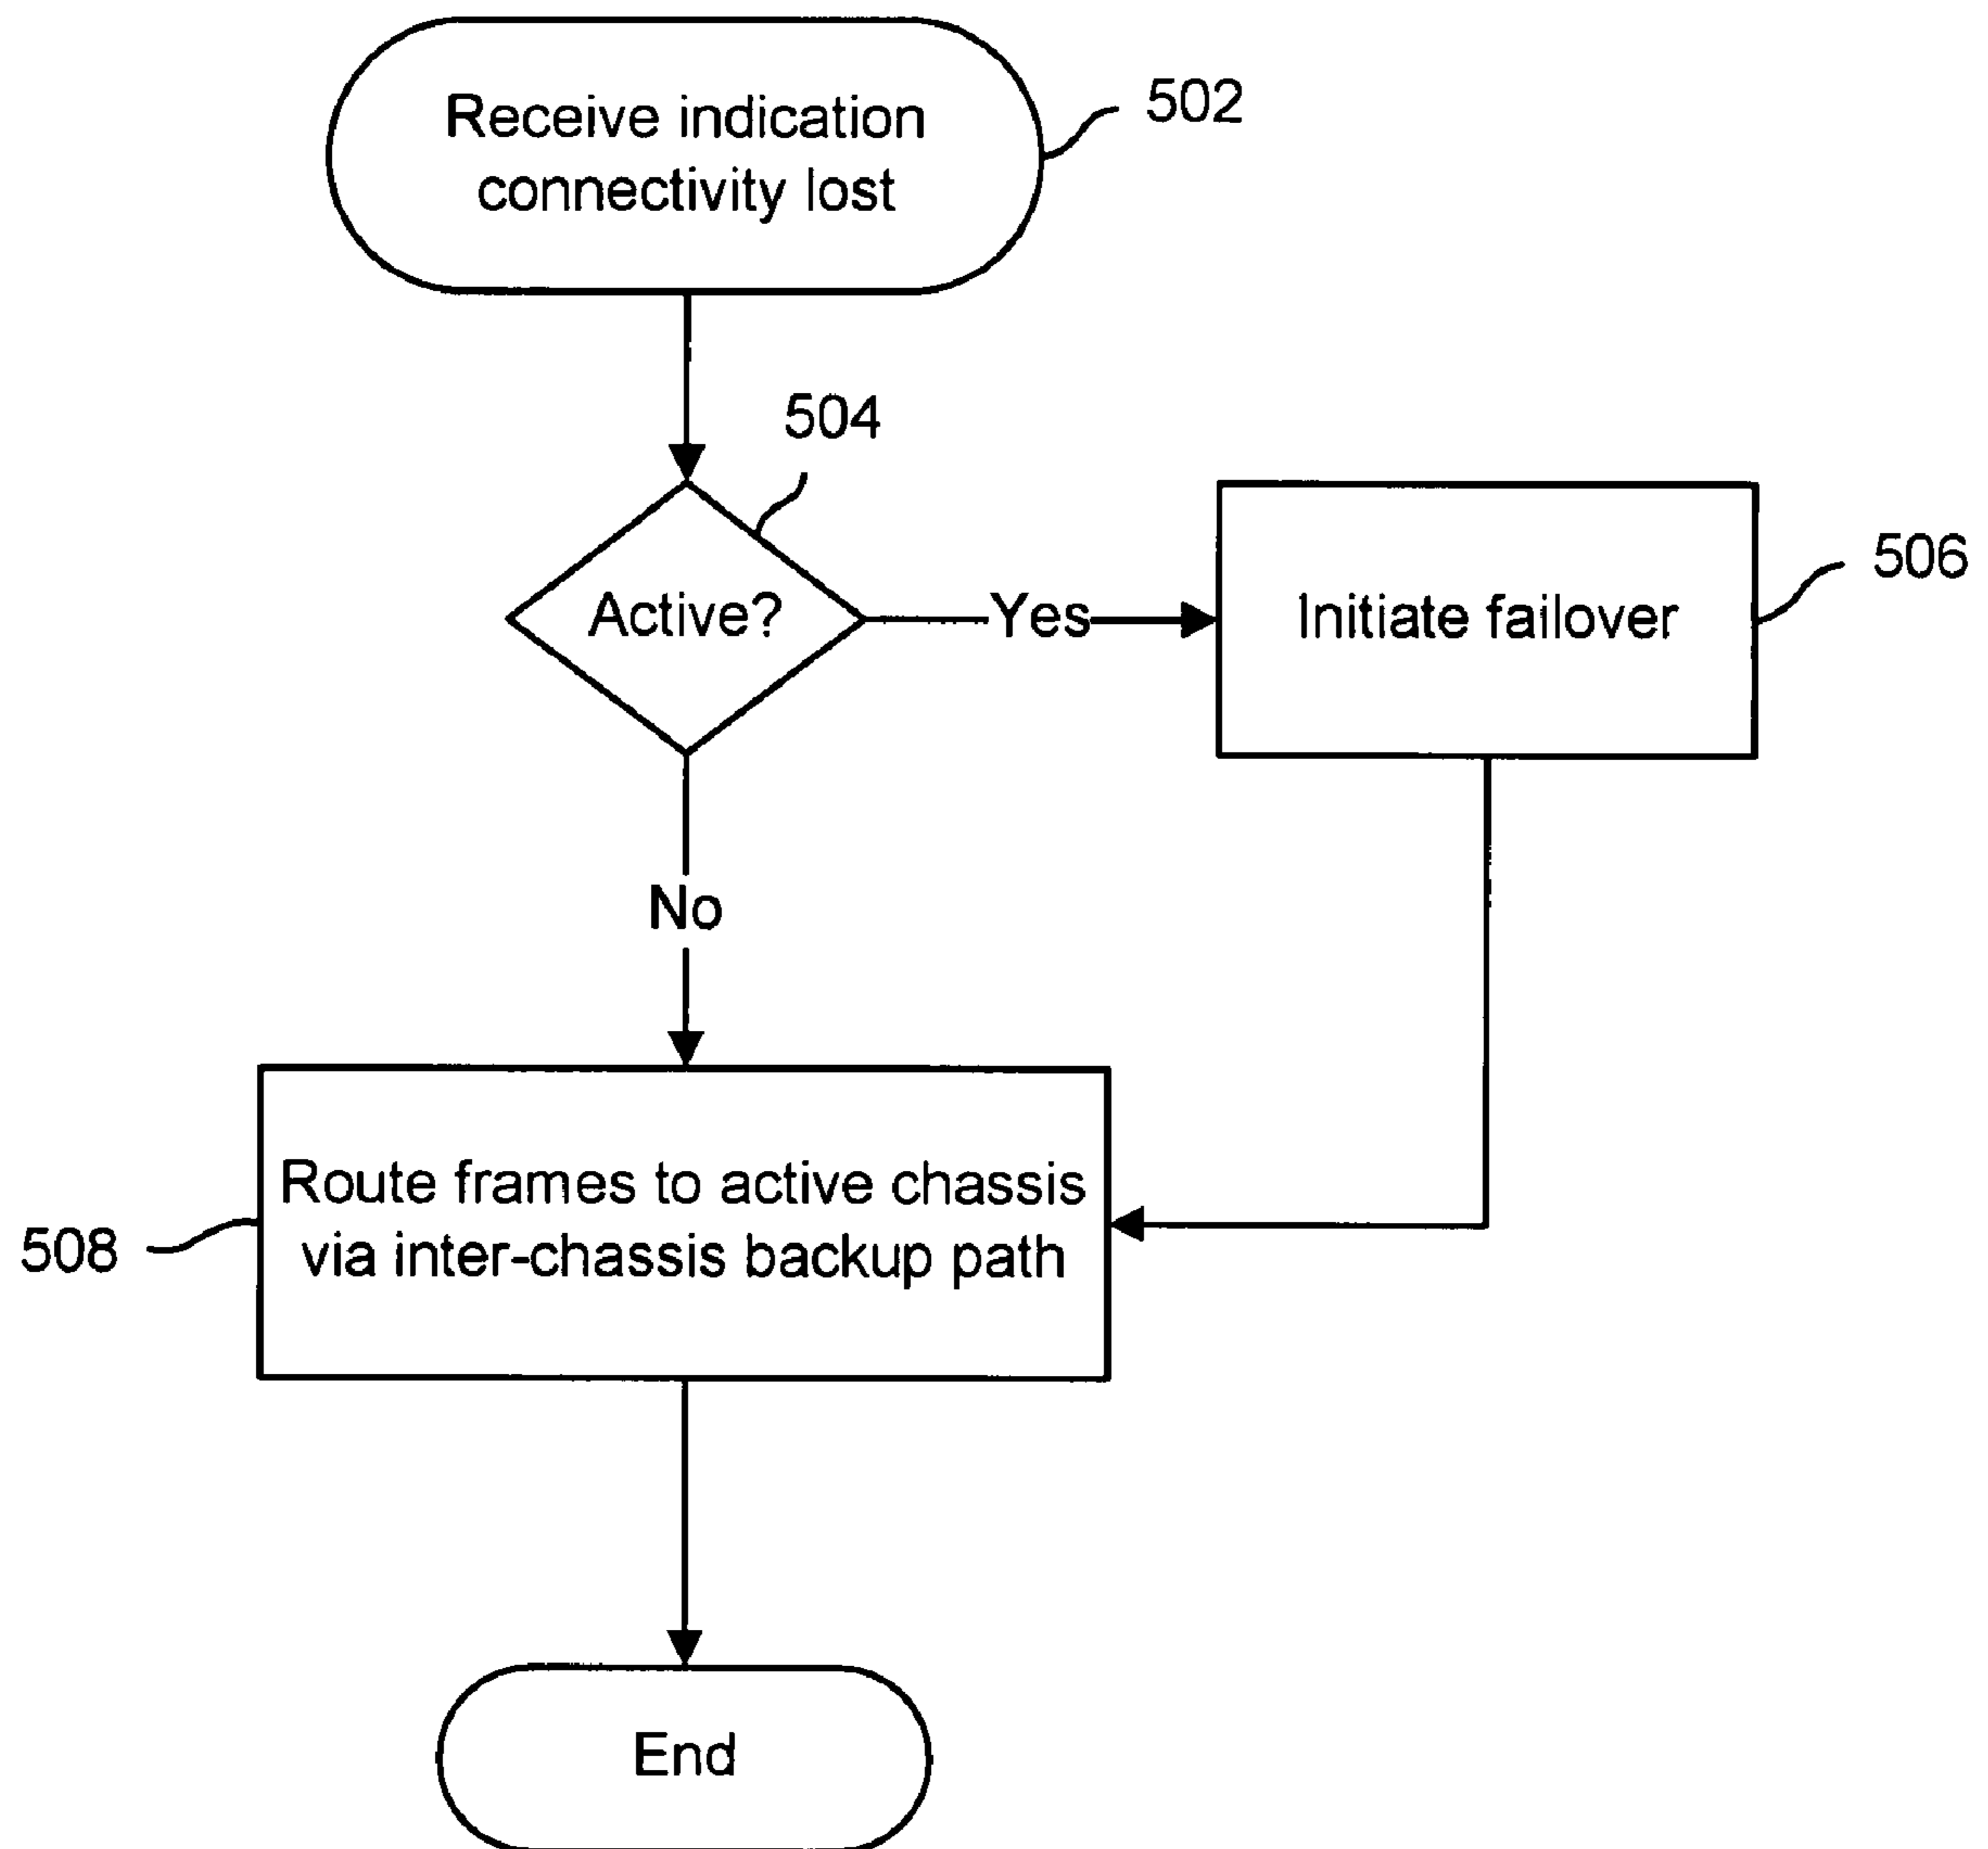 Receive indication
connectivity lost
502
504
Active?
Yes
Initiate failover
506
No
Route frames to active chassis
via inter-chassis backup path
508
End